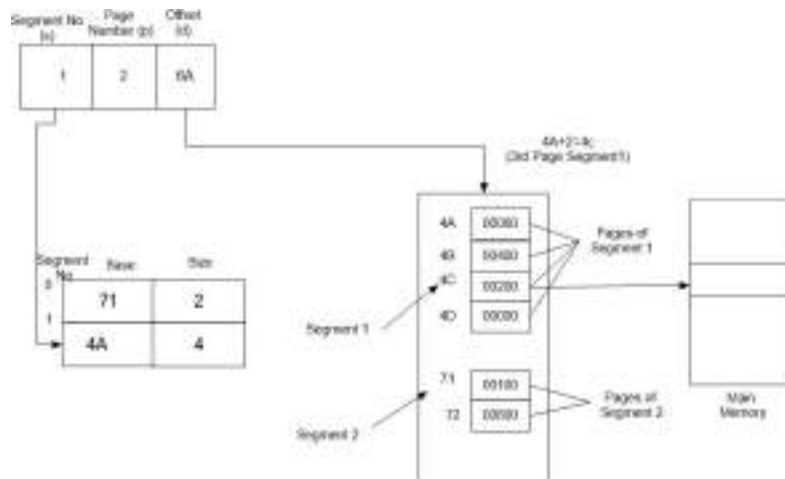 Segment No
(s)
Page
Number (p)
Offset
(d)
1
2
6A
4A+2=4c
(3rd Page Segment1)
Segment
No
Base
Size
0
71
2
1
4A
4
4A
4B
4C
00200
4D
Pages of
Segment 1
Segment 1
71
00100
72
Pages of
Segment 2
Segment 2
Main
Memory